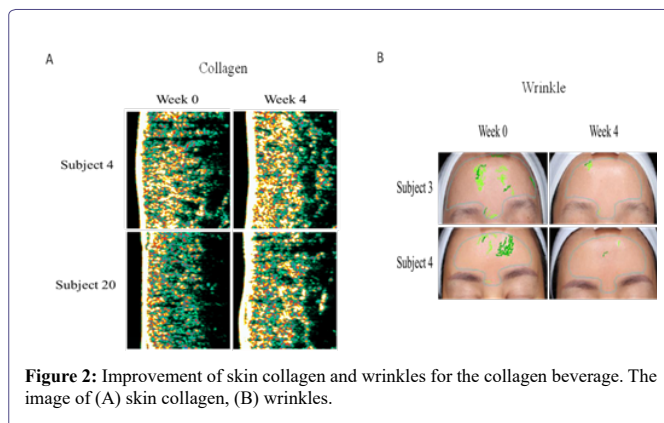 A
Collagen
Week 0 Week 4
Subject 4
Subject 20
B
Wrinkle
Week 0 Week 4
Subject 3
Subject 4
Figure 2: Improvement of skin collagen and wrinkles for the collagen beverage. The
image of (A) skin collagen, (B) wrinkles.